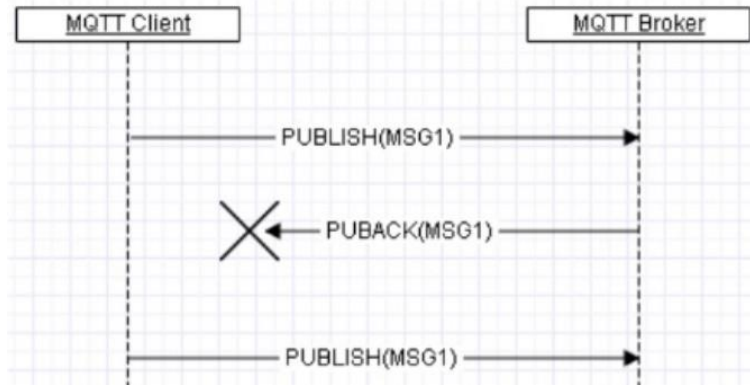 MQTT Client
MQTT Broker
PUBLISH(MSG1)
PUBACK(MSG1)
PUBLISH(MSG1)